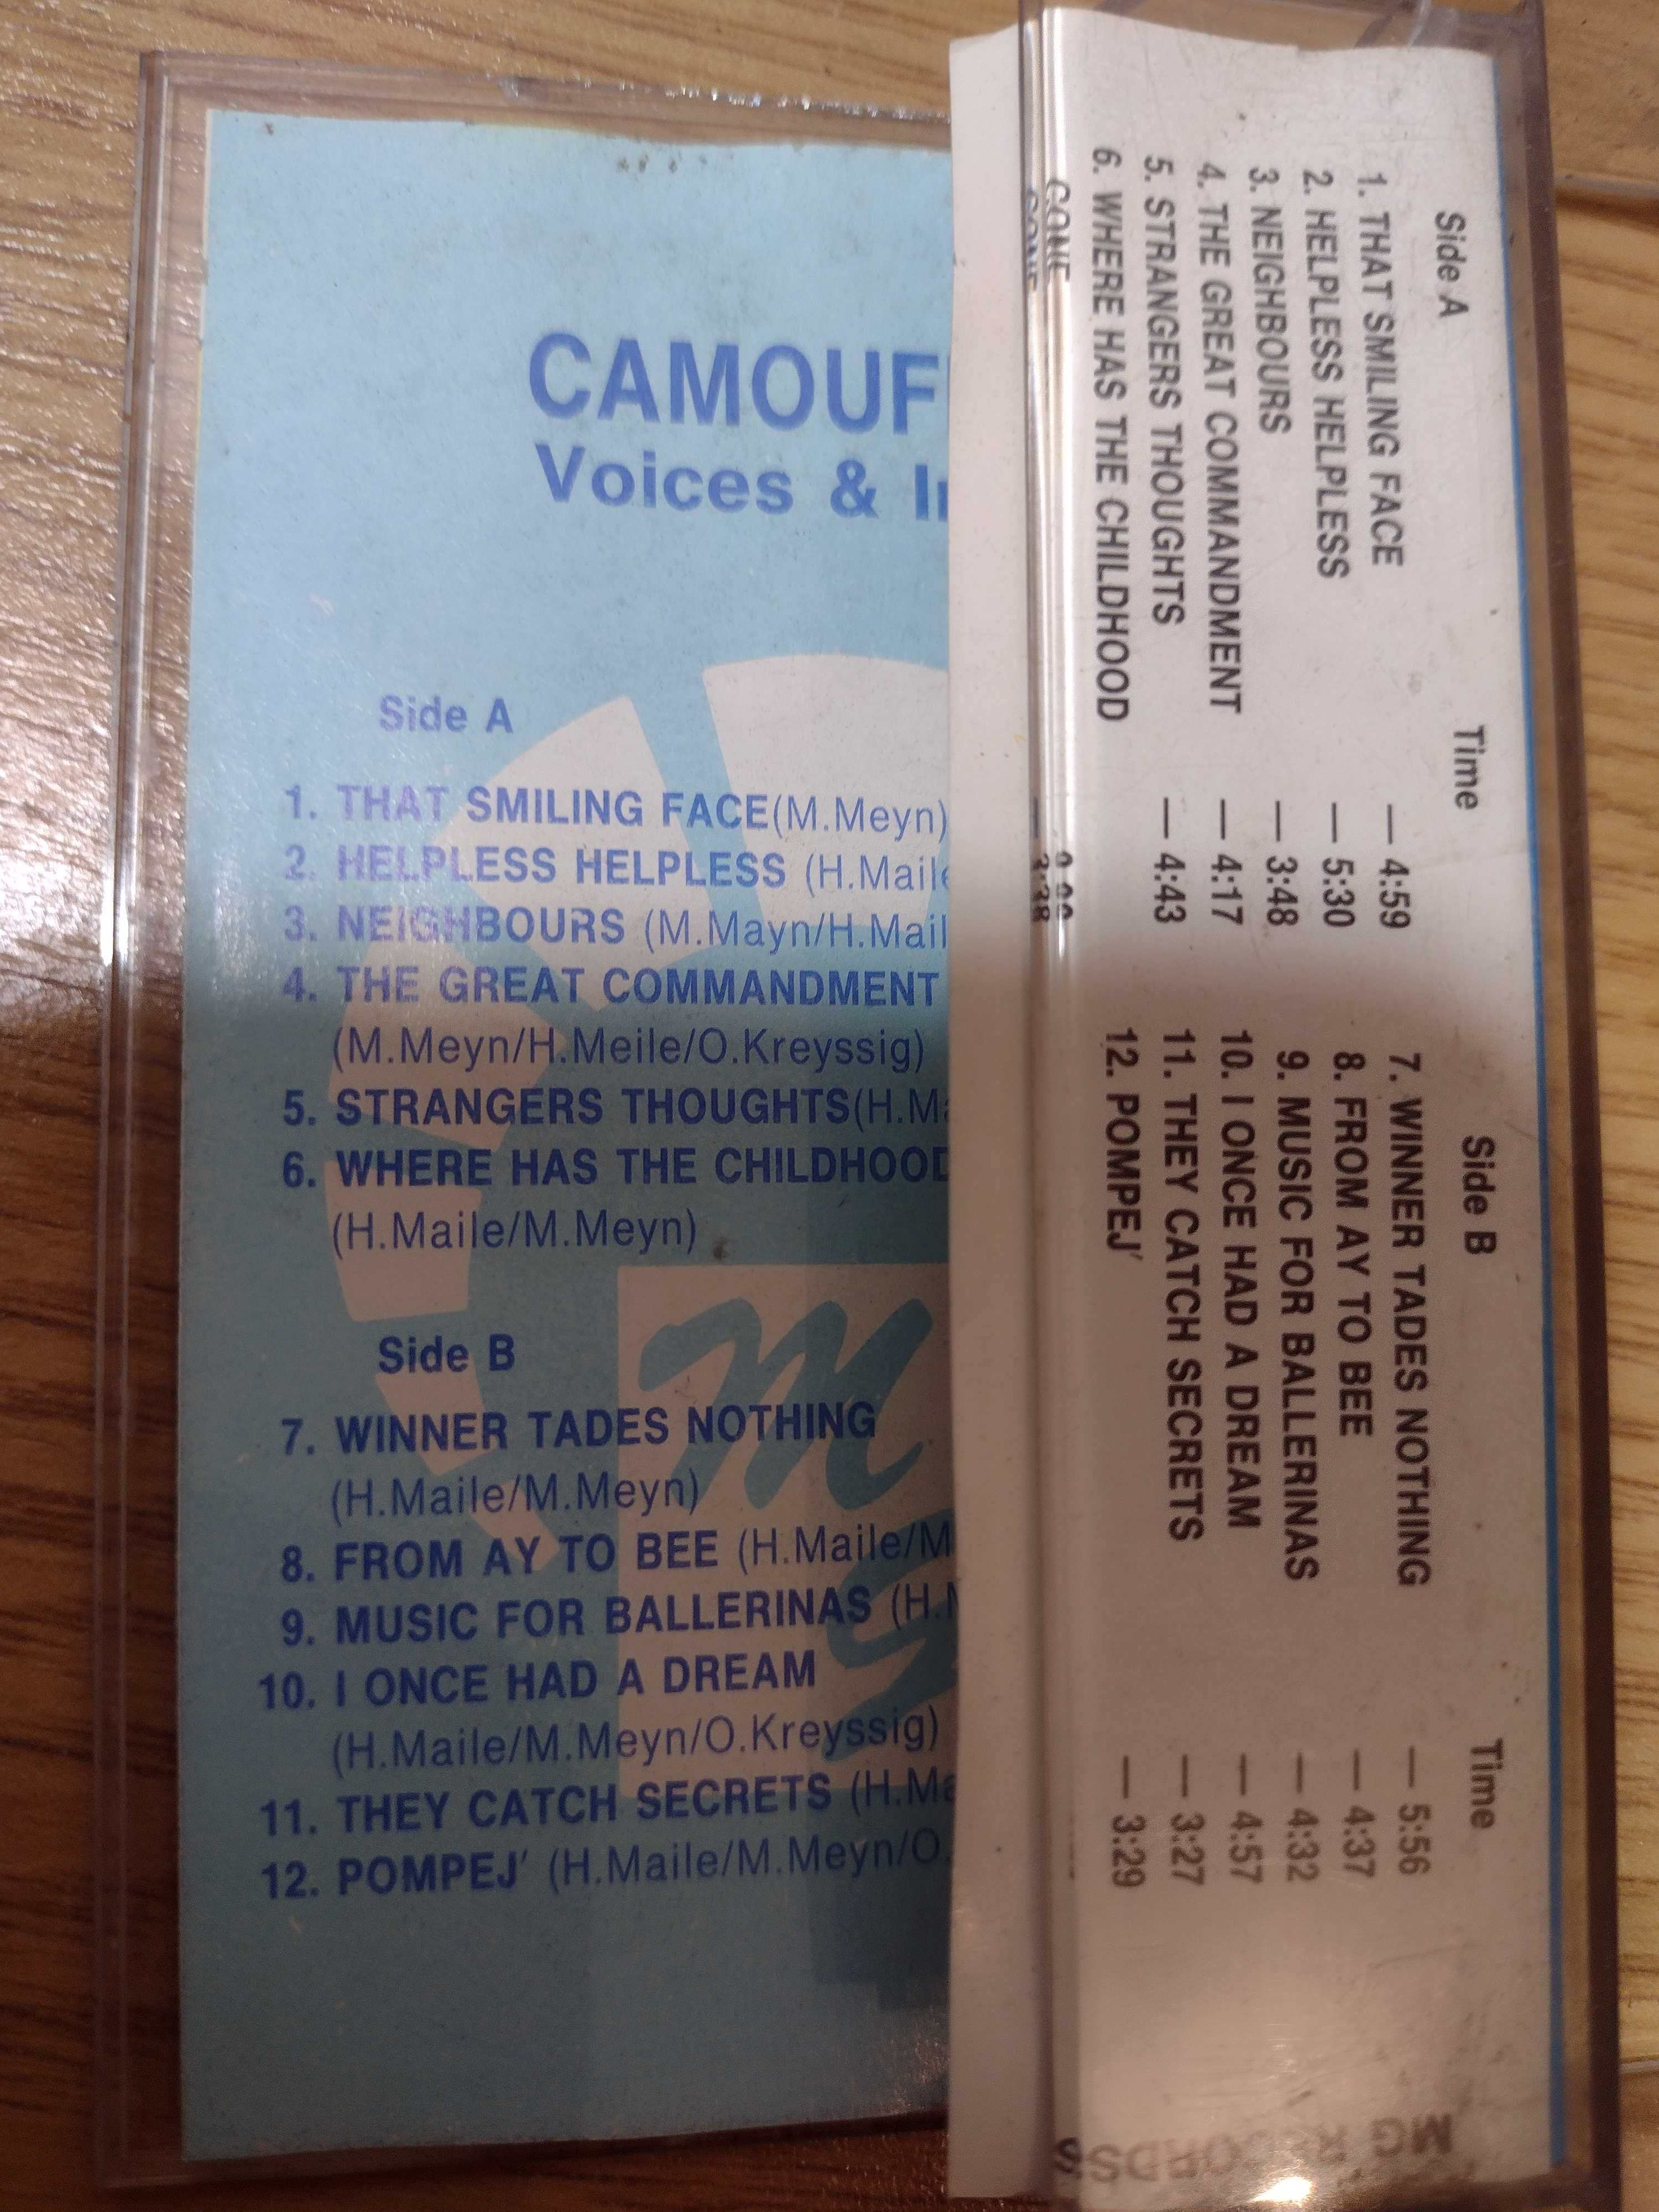 CAMOUF
Voices &
Side A
1. THAT SMILING FACE(M.Meyn)
2. HELPLESS HELPLESS (H.Maile
3. NEIGHBOURS (M.Mayn/H.Mail
4. THE GREAT COMMANDMENT
(M.Meyn/H.Meile/O.Kreyssig)
5. STRANGERS THOUGHTS(H.Ma
6. WHERE HAS THE CHILDHOOD
(H.Maile/M.Meyn)
Side B
7. WINNER TADES NOTHING
(H.Maile/M.Meyn)
8. FROM AY TO BEE (H.Maile/M
9. MUSIC FOR BALLERINAS (H.M
10. I ONCE HAD A DREAM
(H.Maile/M.Meyn/O.Kreyssig)
11. THEY CATCH SECRETS (H.Ma
12. POMPEJ′ (H.Maile/M.Meyn/O.
Side A Time
1. THAT SMILING FACE — 4:59
2. HELPLESS HELPLESS — 5:30
3. NEIGHBOURS — 3:48
4. THE GREAT COMMANDMENT — 4:17
5. STRANGERS THOUGHTS — 4:43
6. WHERE HAS THE CHILDHOOD
GONE — 3:38
Side B Time
7. WINNER TADES NOTHING — 5:56
8. FROM AY TO BEE — 4:37
9. MUSIC FOR BALLERINAS — 4:32
10. I ONCE HAD A DREAM — 4:57
11. THEY CATCH SECRETS — 3:27
12. POMPEJ′ — 3:29
MG RECORDS